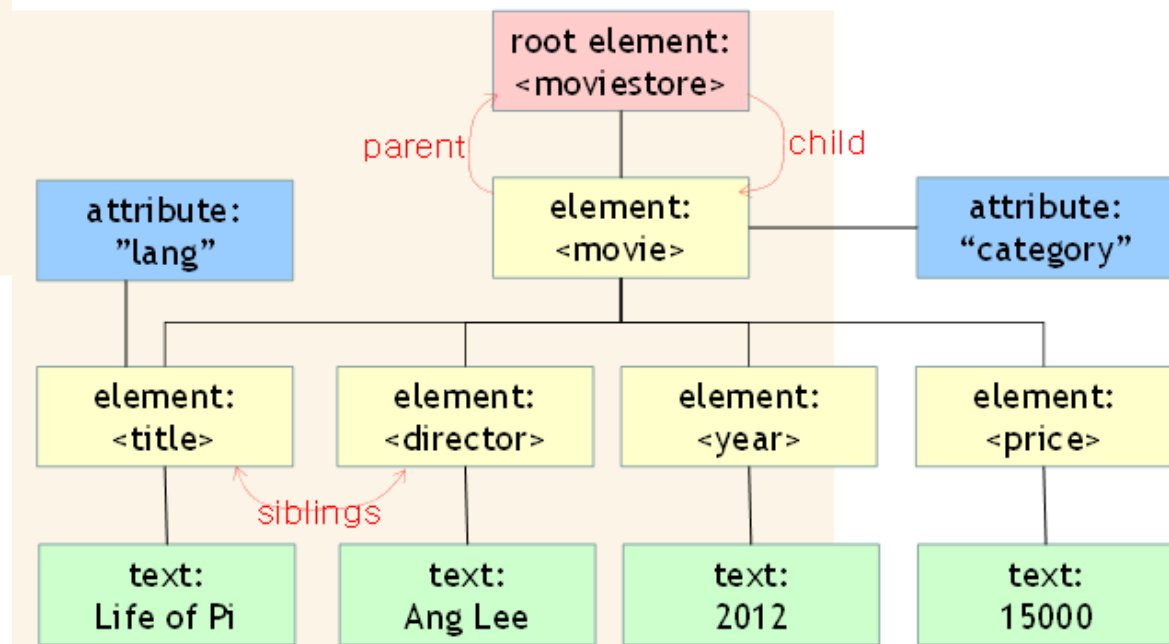 root element:
<moviestore>
parent
child
attribute:
"lang"
element:
<movie>
attribute:
“category”
element:
<title>
element:
<director>
element:
<year>
element:
<price>
siblings
text:
Life of Pi
text:
Ang Lee
text:
2012
text:
15000